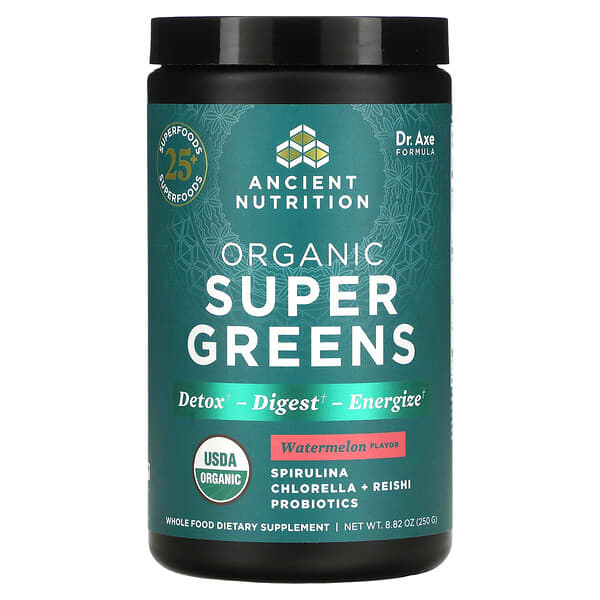 SUPERFOODS
25+
SUPERFOODS
Dr. Axe
FORMULA
ANCIENT
NUTRITION
ORGANIC
SUPER
GREENS
Detox† – Digest† – Energize†
USDA
ORGANIC
Watermelon FLAVOR
SPIRULINA
CHLORELLA + REISHI
PROBIOTICS
WHOLE FOOD DIETARY SUPPLEMENT | NET WT. 8.82 OZ (250 G)